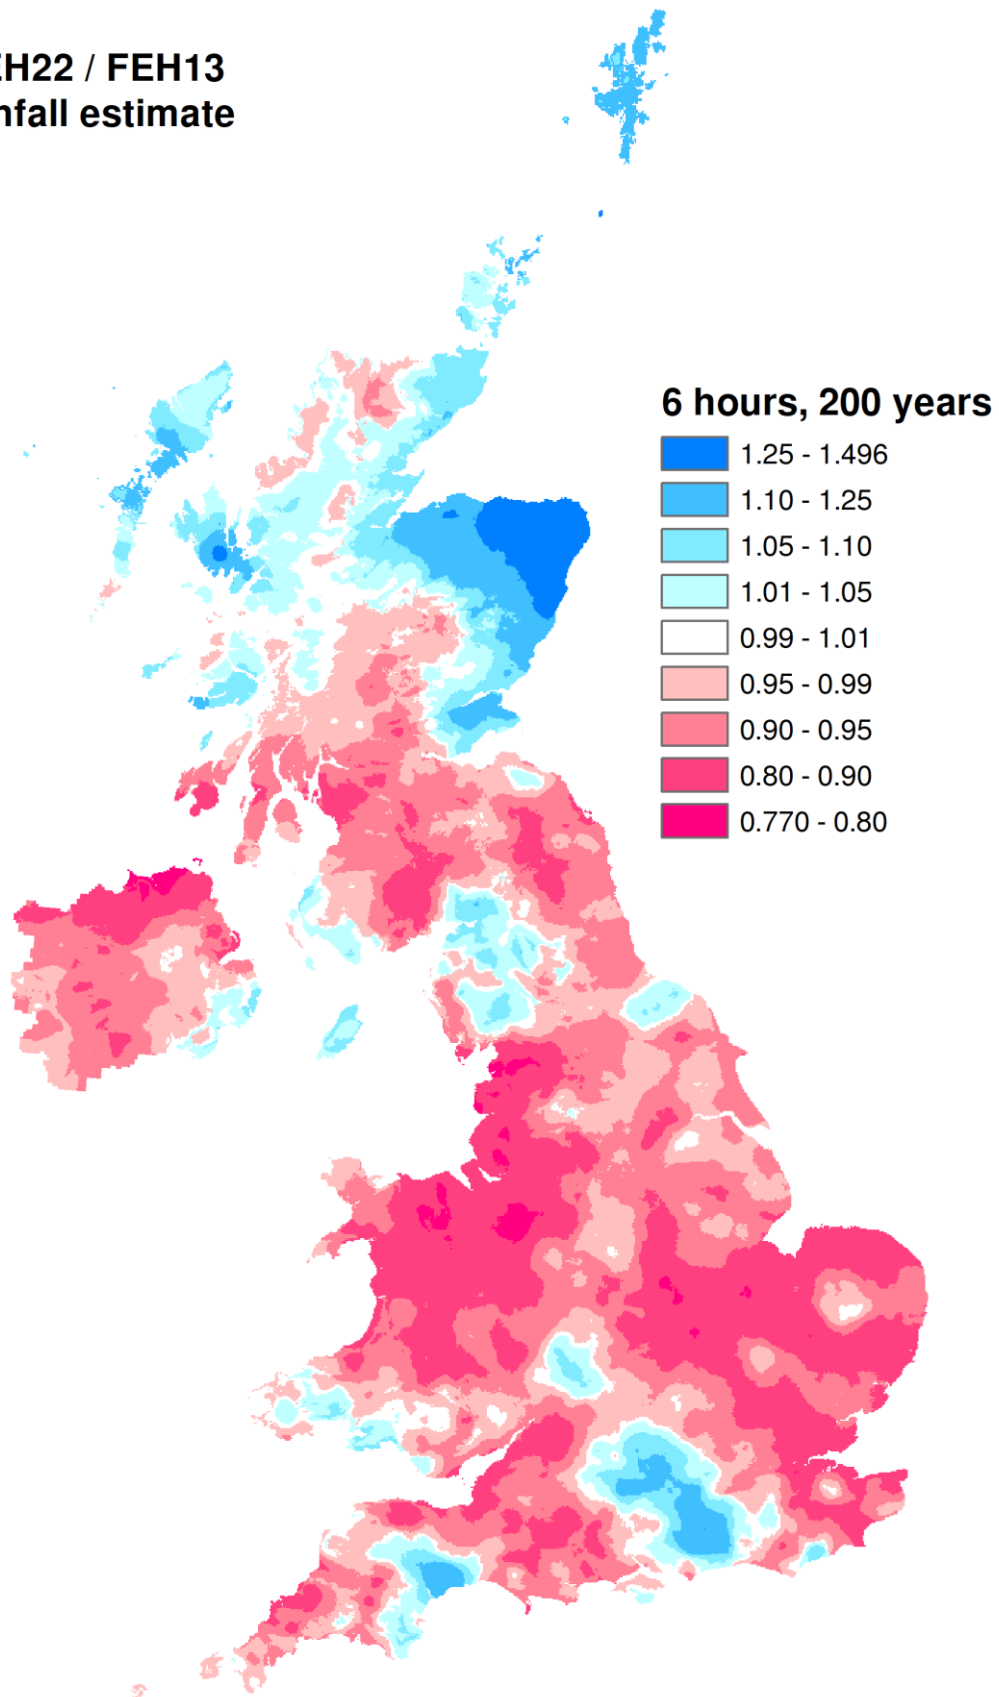 EH22 / FEH13
nfall estimate
6 hours, 200 years
1.25 - 1.496
1.10 - 1.25
1.05 - 1.10
1.01 - 1.05
0.99 - 1.01
0.95 - 0.99
0.90 - 0.95
0.80 - 0.90
0.770 - 0.80